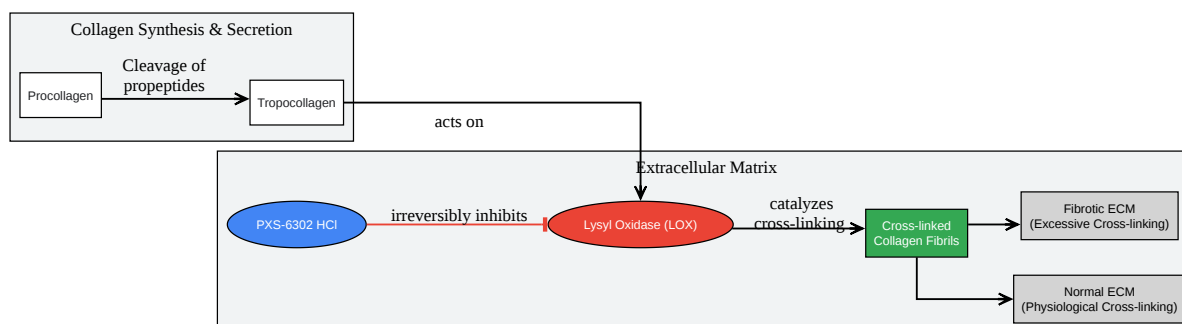 Collagen Synthesis & Secretion
Cleavage of
propeptides
Procollagen
Tropocollagen
acts on
Extracellular Matrix
PXS-6302 HCl
irreversibly inhibits
Lysyl Oxidase (LOX)
catalyzes
cross-linking
Cross-linked
Collagen Fibrils
Fibrotic ECM
(Excessive Cross-linking)
Normal ECM
(Physiological Cross-linking)